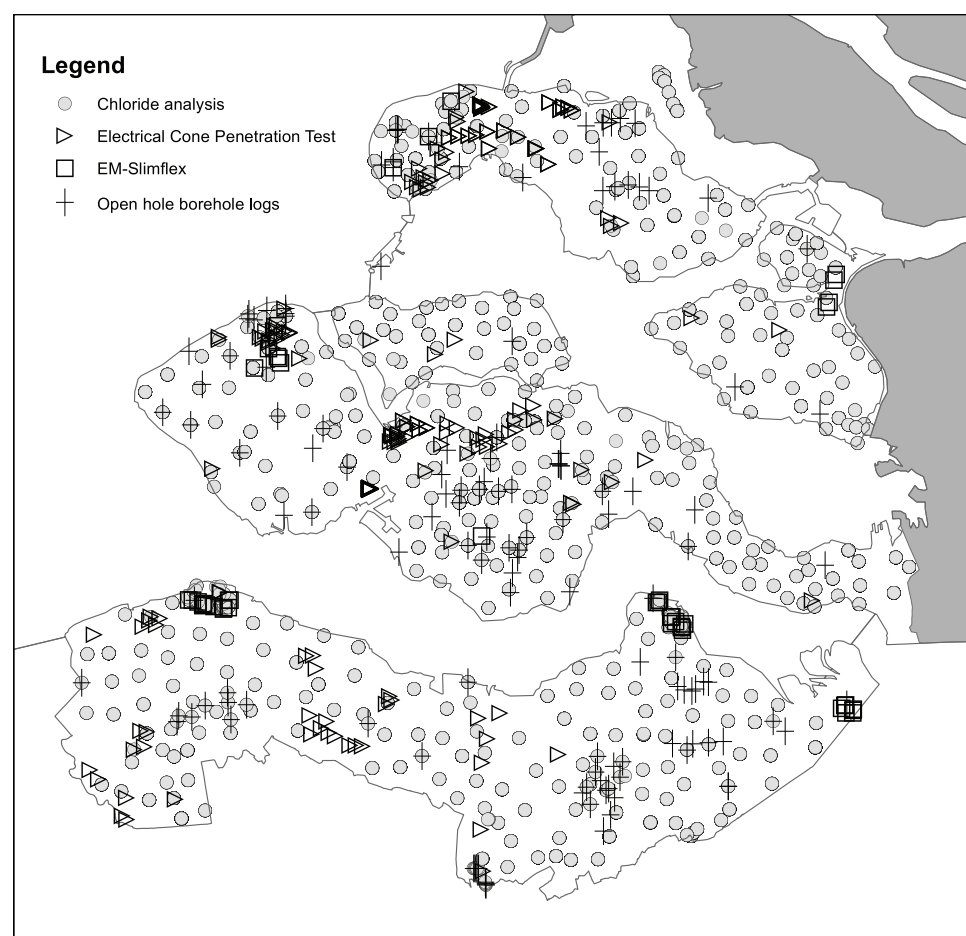 Legend
Chloride analysis
Electrical Cone Penetration Test
EM-Slimflex
Open hole borehole logs